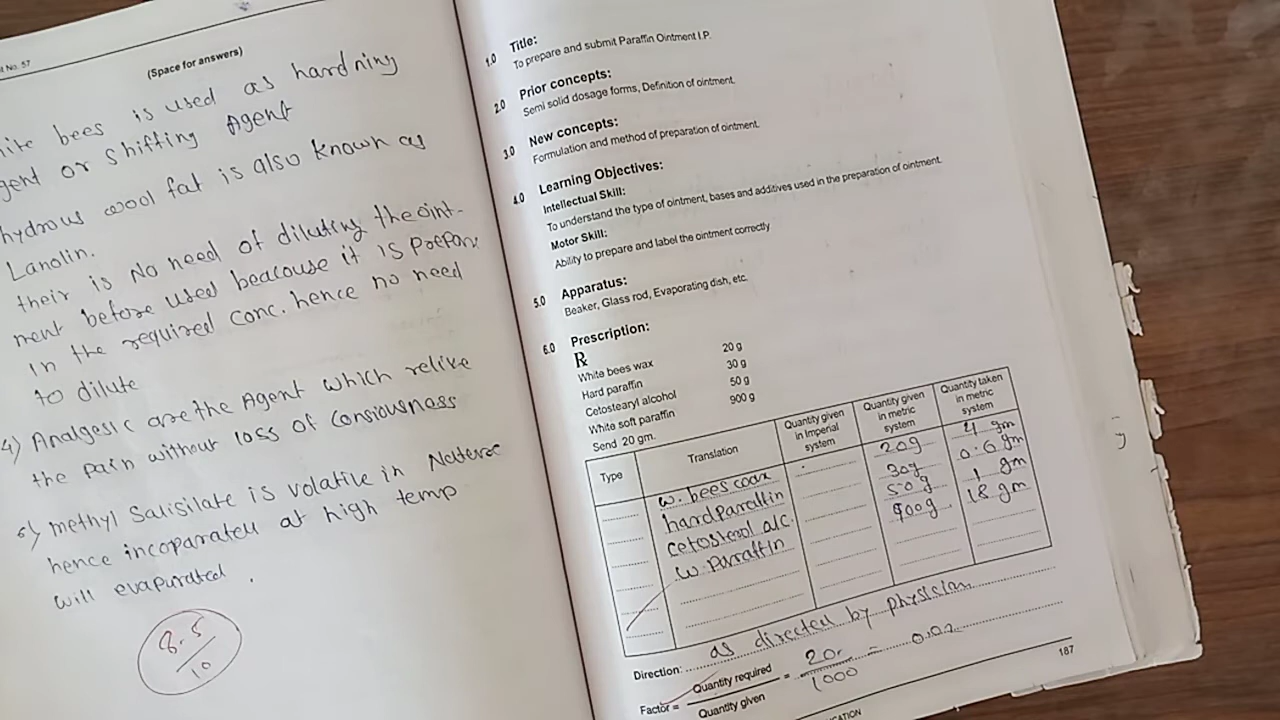 No. 57
(Space for answers)
bees is used as hardning
or shiffing Agent
hydrous wool fat is also known as
Lanolin.
their is No need of diluting the oint-
ment before used beacouse it is prepare
in the required conc. hence no need
to dilute
4) Analgesic are the Agent which relive
the pain without loss of consiousness
methyl Salisilate is volatile in
hence incoparated at high temp
will evapurated.
8.5/10
1.0 Title:
To prepare and submit Paraffin Ointment I.P.
2.0 Prior concepts:
Semi solid dosage forms, Definition of ointment.
3.0 New concepts:
Formulation and method of preparation of ointment.
4.0 Learning Objectives:
Intellectual Skill:
To understand the type of ointment, bases and additives used in the preparation of ointment.
Motor Skill:
Ability to prepare and label the ointment correctly
5.0 Apparatus:
Beaker, Glass rod, Evaporating dish, etc.
6.0 Prescription:
℞
White bees wax 20 g
Hard paraffin 30 g
Cetostearyl alcohol 50 g
White soft paraffin 900 g
Send 20 gm.
Type Translation Quantity given in Imperial system Quantity given in metric system Quantity taken in metric system
w. bees wax 20g 4 gm
hard paraffin 30g 0.6 gm
alc. 50g 1 gm
w. Paraffin 900g 18 gm
Direction: as directed by physician
Factor = Quantity required / Quantity given = 20 / 1000 = 0.02
187